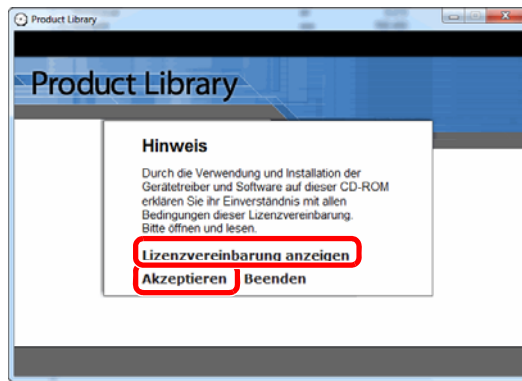 Product Library
Product Library
Hinweis
Durch die Verwendung und Installation der
Gerätetreiber und Software auf dieser CD-ROM
erklären Sie ihr Einverständnis mit allen
Bedingungen dieser Lizenzvereinbarung.
Bitte öffnen und lesen.
Lizenzvereinbarung anzeigen
Akzeptieren Beenden